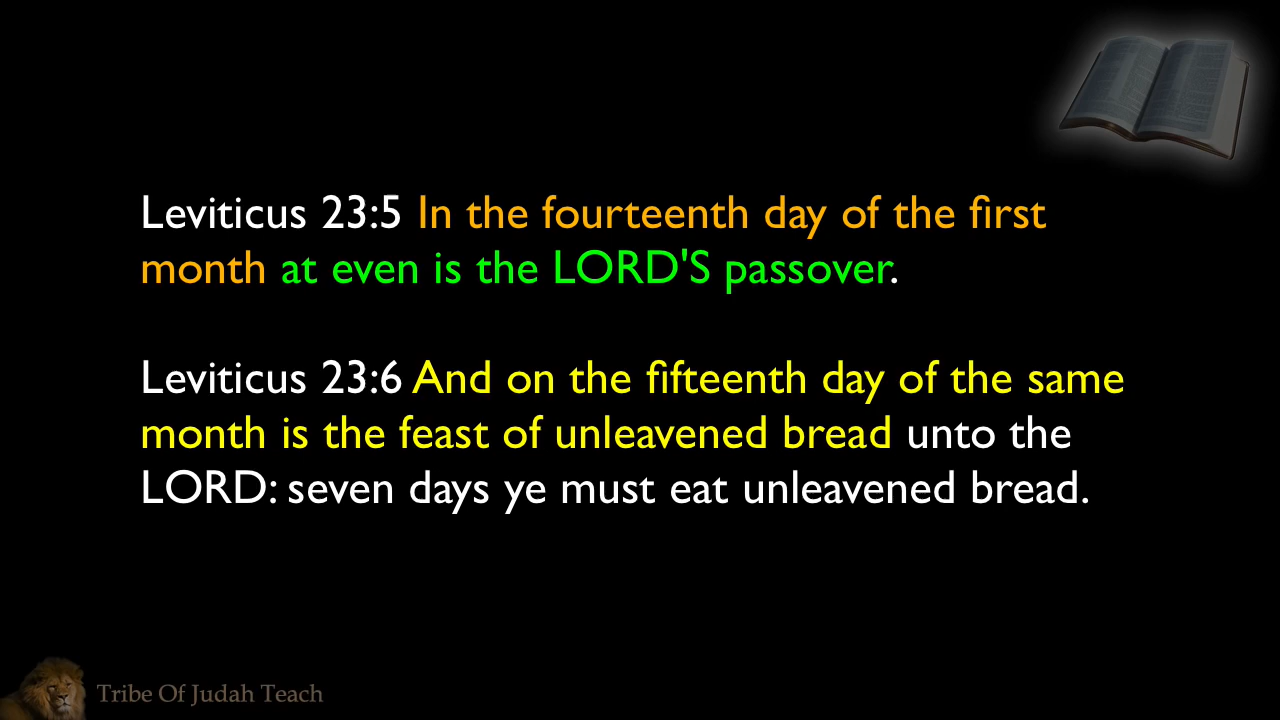 Leviticus 23:5 In the fourteenth day of the first
month at even is the LORD'S passover.
Leviticus 23:6 And on the fifteenth day of the same
month is the feast of unleavened bread unto the
LORD: seven days ye must eat unleavened bread.
Tribe Of Judah Teach